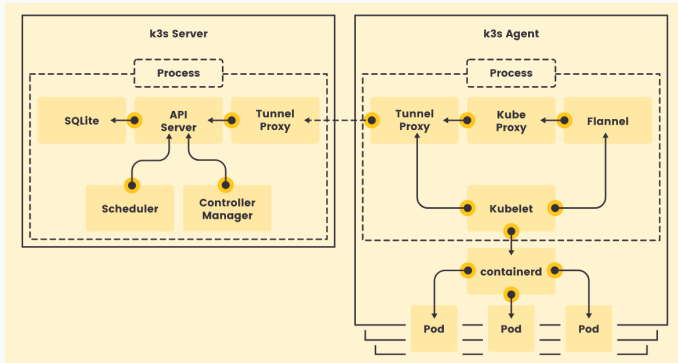 k3s Server
Process
SQLite
API
Server
Tunnel
Proxy
Scheduler
Controller
Manager
k3s Agent
Process
Tunnel
Proxy
Kube
Proxy
Flannel
Kubelet
containerd
Pod
Pod
Pod